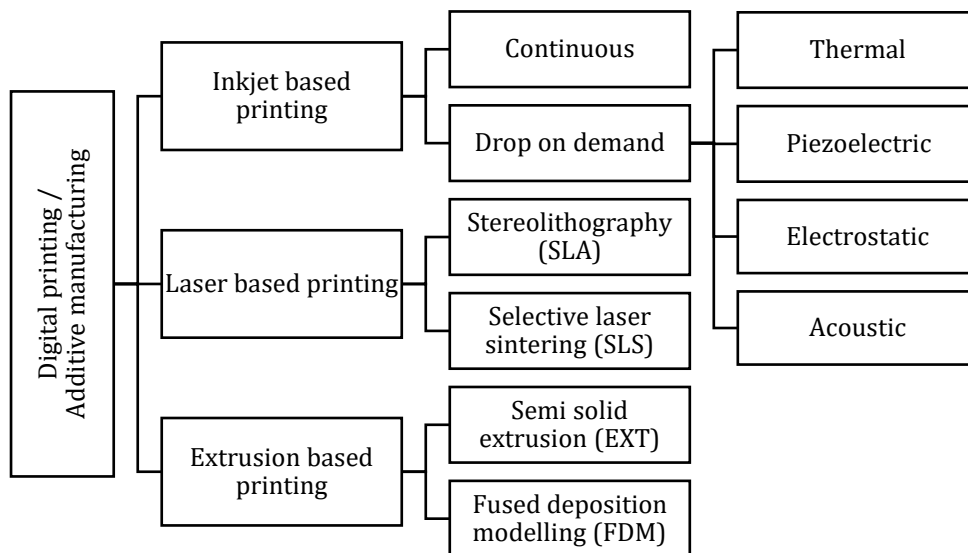 Digital printing /
Additive manufacturing
Inkjet based
printing
Continuous
Drop on demand
Thermal
Piezoelectric
Electrostatic
Acoustic
Laser based printing
Stereolithography
(SLA)
Selective laser
sintering (SLS)
Extrusion based
printing
Semi solid
extrusion (EXT)
Fused deposition
modelling (FDM)